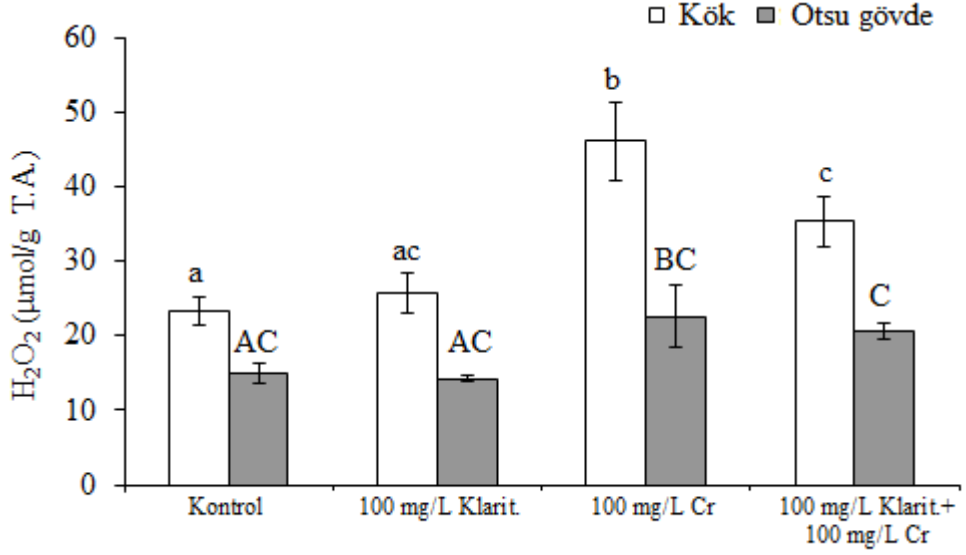 Kök Otsu gövde
H₂O₂ (µmol/g T.A.)
60
50
40
30
20
10
0
a
AC
ac
AC
b
BC
c
C
Kontrol
100 mg/L Klarit.
100 mg/L Cr
100 mg/L Klarit.+
100 mg/L Cr